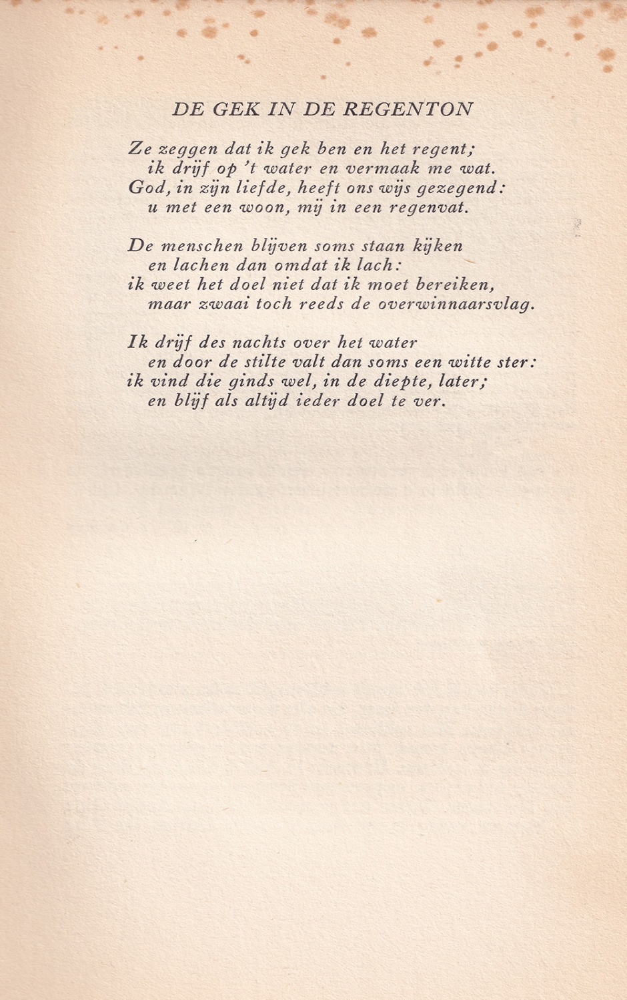 DE GEK IN DE REGENTON
Ze zeggen dat ik gek ben en het regent;
ik drijf op 't water en vermaak me wat.
God, in zijn liefde, heeft ons wijs gezegend:
u met een woon, mij in een regenvat.
De menschen blijven soms staan kijken
en lachen dan omdat ik lach:
ik weet het doel niet dat ik moet bereiken,
maar zwaai toch reeds de overwinnaarsvlag.
Ik drijf des nachts over het water
en door de stilte valt dan soms een witte ster:
ik vind die ginds wel, in de diepte, later;
en blijf als altijd ieder doel te ver.